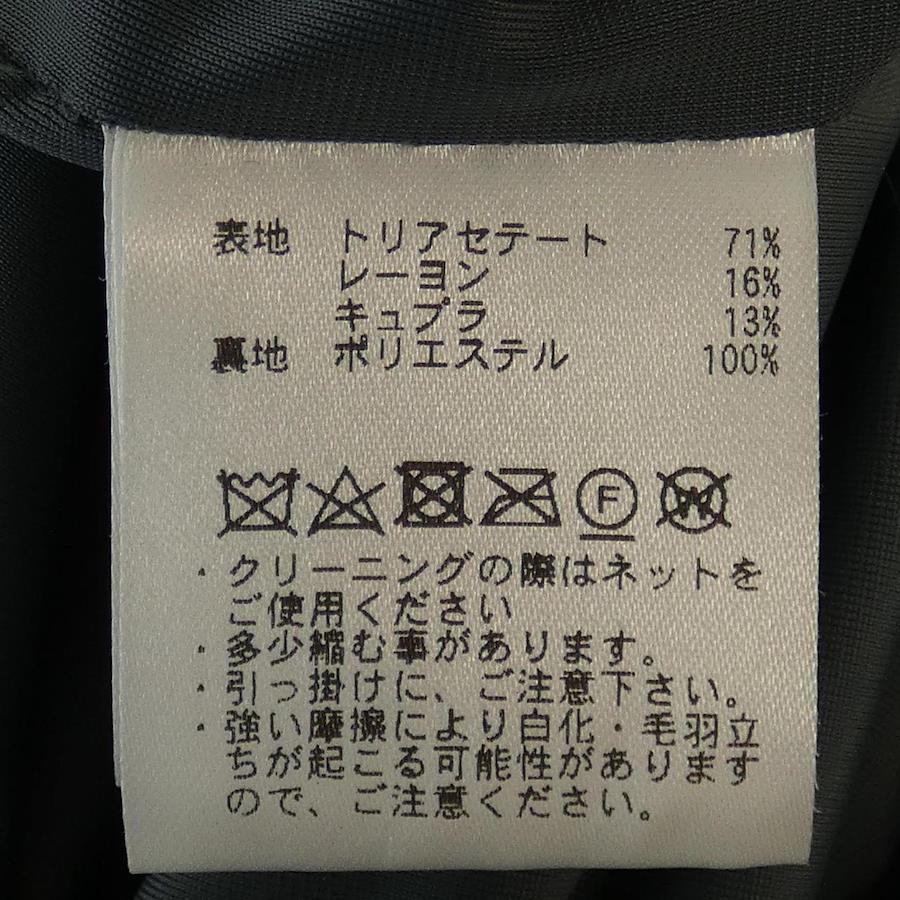 表地 トリアセテート 71%
レーヨン 16%
キュプラ 13%
裏地 ポリエステル 100%
F W
・クリーニングの際はネットを
ご使用ください
・多少縮む事があります。
・引っ掛けに、ご注意下さい。
・強い摩擦により白化・毛羽立
ちが起こる可能性があります
ので、ご注意ください。